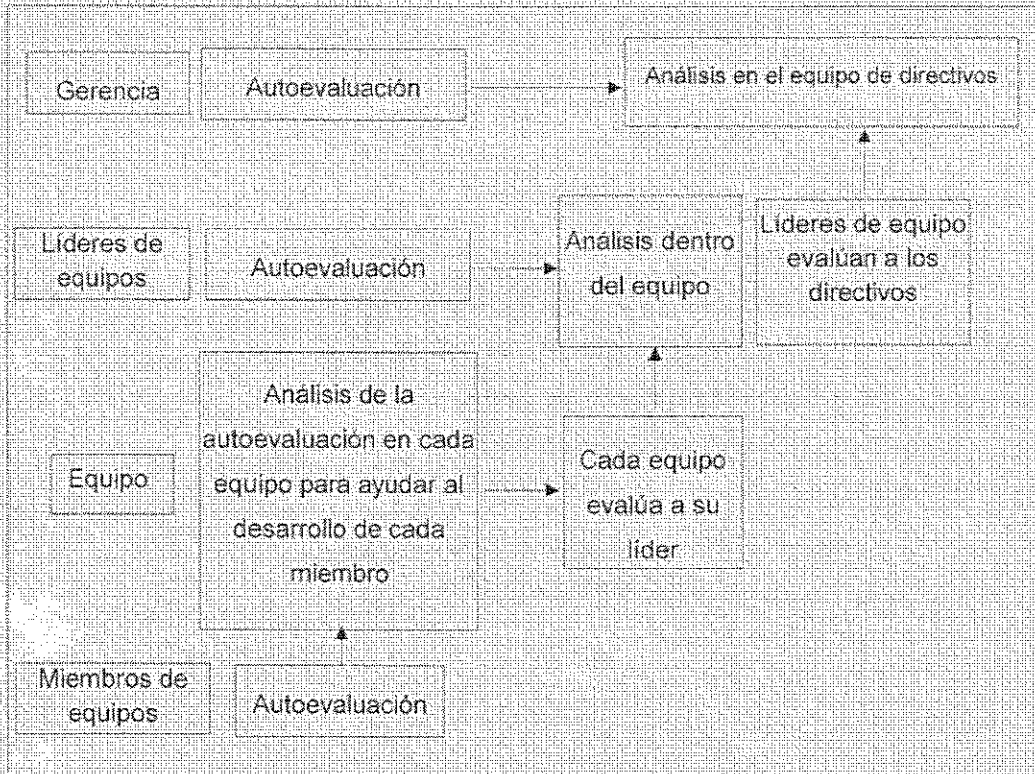 Gerencia
Autoevaluación
Análisis en el equipo de directivos
Líderes de
equipos
Autoevaluación
Análisis dentro
del equipo
Líderes de equipo
evalúan a los
directivos
Equipo
Análisis de la
autoevaluación en cada
equipo para ayudar al
desarrollo de cada
miembro
Cada equipo
evalúa a su
líder
Miembros de
equipos
Autoevaluación